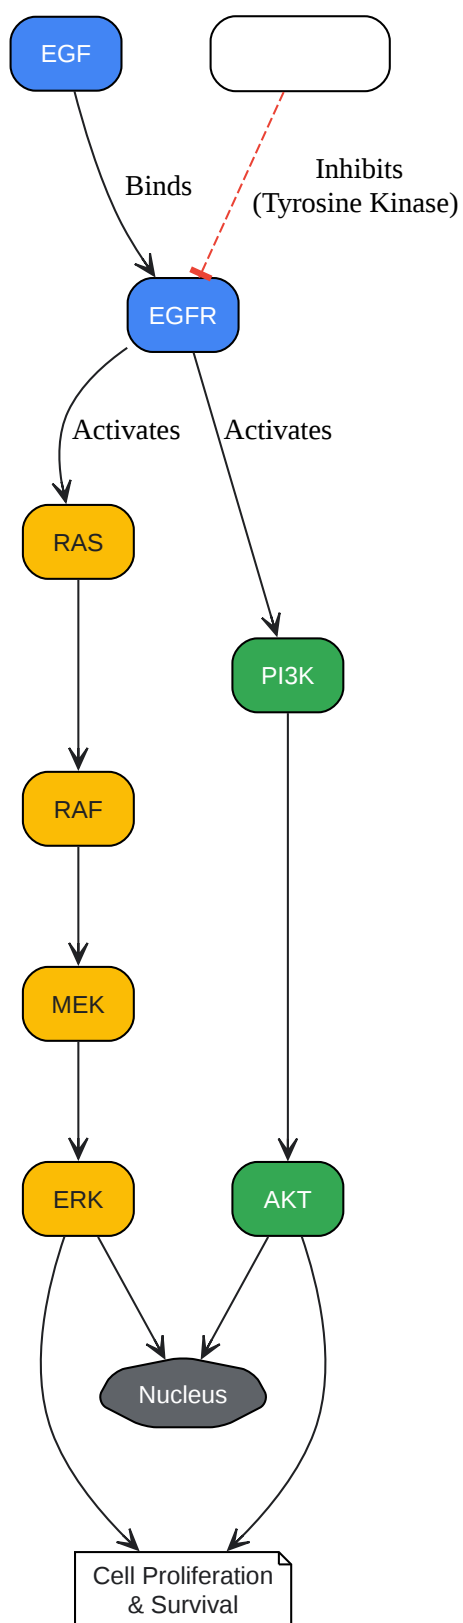 EGF
Inhibits
(Tyrosine Kinase)
Binds
EGFR
Activates
Activates
RAS
PI3K
RAF
MEK
ERK
AKT
Nucleus
Cell Proliferation
& Survival